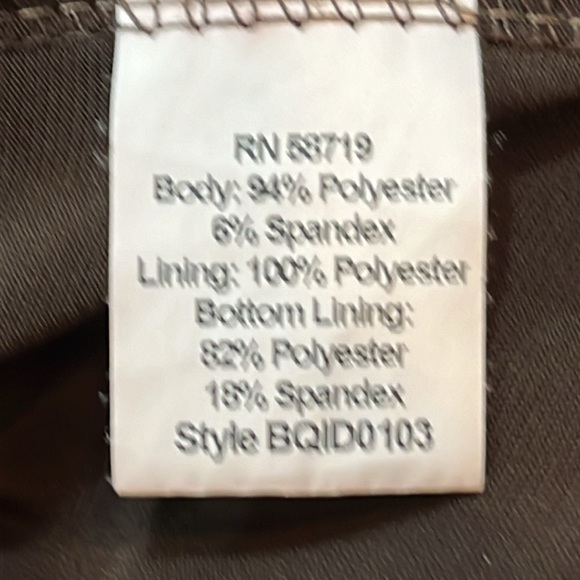 RN 58719
Body: 94% Polyester
6% Spandex
Lining: 100% Polyester
Bottom Lining:
82% Polyester
18% Spandex
Style BQID0103